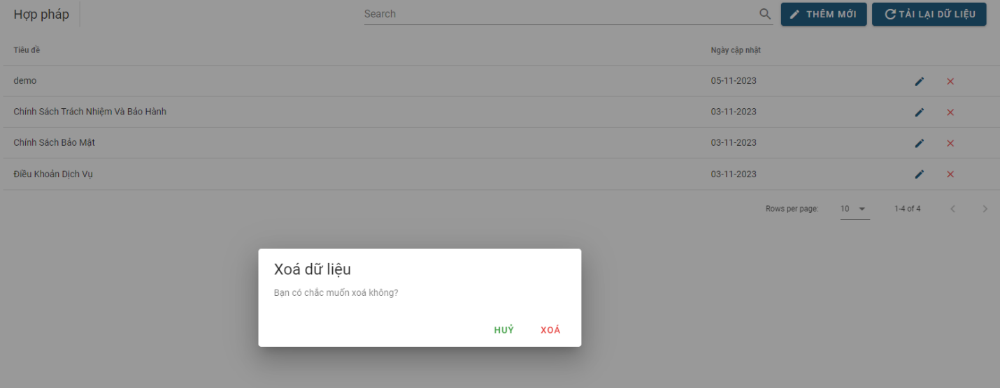 Hợp pháp
Search
THÊM MỚI
TẢI LẠI DỮ LIỆU
Tiêu đề
Ngày cập nhật
demo
05-11-2023
Chính Sách Trách Nhiệm Và Bảo Hành
03-11-2023
Chính Sách Bảo Mật
03-11-2023
Điều Khoản Dịch Vụ
03-11-2023
Rows per page: 10 1-4 of 4
Xoá dữ liệu
Bạn có chắc muốn xoá không?
HUỶ XOÁ